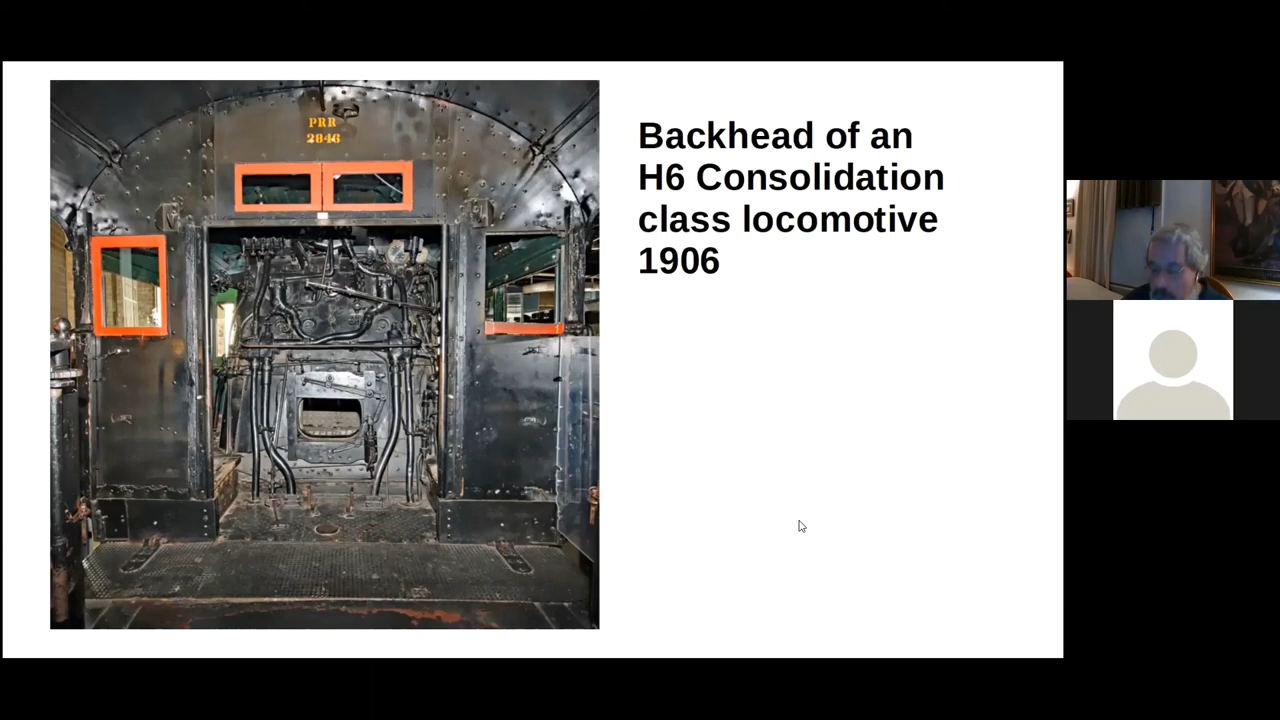 PRR
2846
Backhead of an
H6 Consolidation
class locomotive
1906